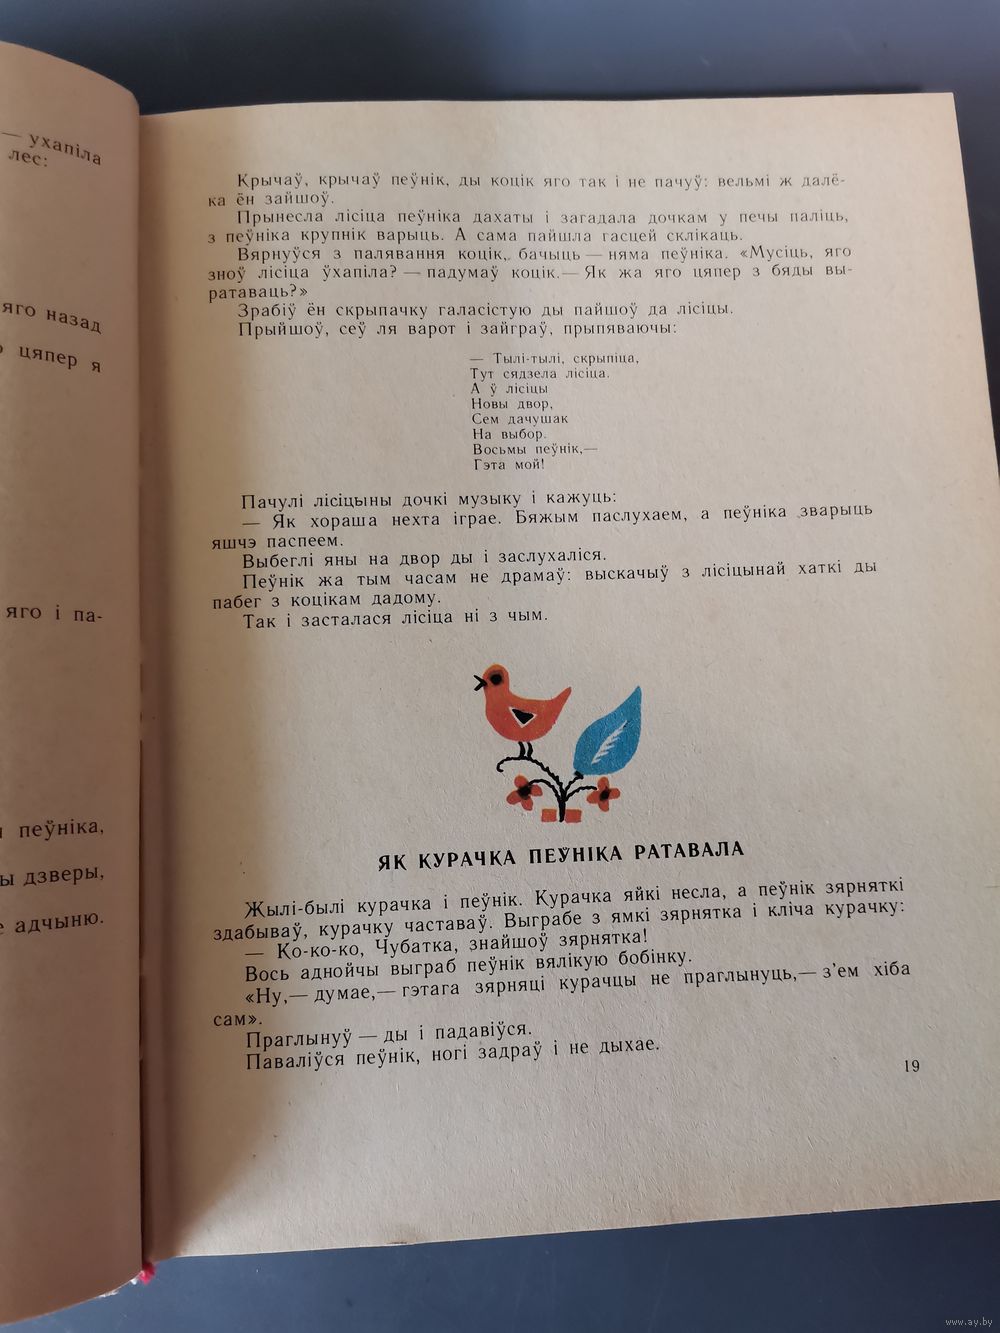 — ухапіла
лес:
яго назад
цяпер я
яго і па-
пеўніка,
ы дзверы,
е адчыню.
Крычаў, крычаў пеўнік, ды коцік яго так і не пачуў: вельмі ж далё-
ка ён зайшоў.
Прынесла лісіца пеўніка дахаты і загадала дочкам у печы паліць,
з пеўніка крупнік варыць. А сама пайшла гасцей склікаць.
Вярнуўся з палявання коцік, бачыць — няма пеўніка. «Мусіць, яго
зноў лісіца ўхапіла? — падумаў коцік.— Як жа яго цяпер з бяды вы-
ратаваць?»
Зрабіў ён скрыпачку галасістую ды пайшоў да лісіцы.
Прыйшоў, сеў ля варот і зайграў, прыпяваючы:
— Тылі-тылі, скрыпіца,
Тут сядзела лісіца.
А ў лісіцы
Новы двор,
Сем дачушак
На выбор.
Восьмы пеўнік,—
Гэта мой!
Пачулі лісіцыны дочкі музыку і кажуць:
— Як хораша нехта іграе. Бяжым паслухаем, а пеўніка зварыць
яшчэ паспеем.
Выбеглі яны на двор ды і заслухаліся.
Пеўнік жа тым часам не драмаў: выскачыў з лісіцынай хаткі ды
пабег з коцікам дадому.
Так і засталася лісіца ні з чым.
ЯК КУРАЧКА ПЕЎНІКА РАТАВАЛА
Жылі-былі курачка і пеўнік. Курачка яйкі несла, а пеўнік зярняткі
здабываў, курачку частаваў. Выграбе з ямкі зярнятка і кліча курачку:
— Ко-ко-ко, Чубатка, знайшоў зярнятка!
Вось аднойчы выграб пеўнік вялікую бобінку.
«Ну,— думае,— гэтага зярняці курачцы не праглынуць,— з'ем хіба
сам».
Праглынуў — ды і падавіўся.
Паваліўся пеўнік, ногі задраў і не дыхае.
19
www.ay.by